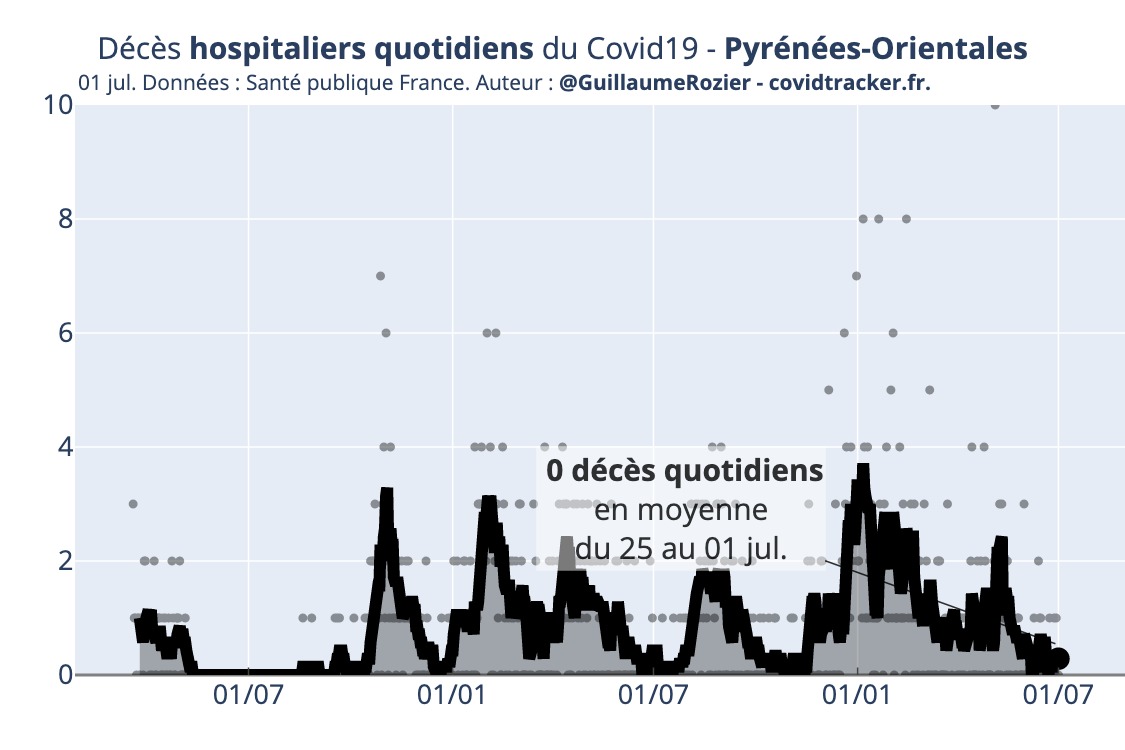 Décès hospitaliers quotidiens du Covid19 - Pyrénées-Orientales
01 jul. Données : Santé publique France. Auteur : @GuillaumeRozier - covidtracker.fr.
10
8
6
4
2
0
0 décès quotidiens
en moyenne
du 25 au 01 jul.
01/07 01/01 01/07 01/01 01/07